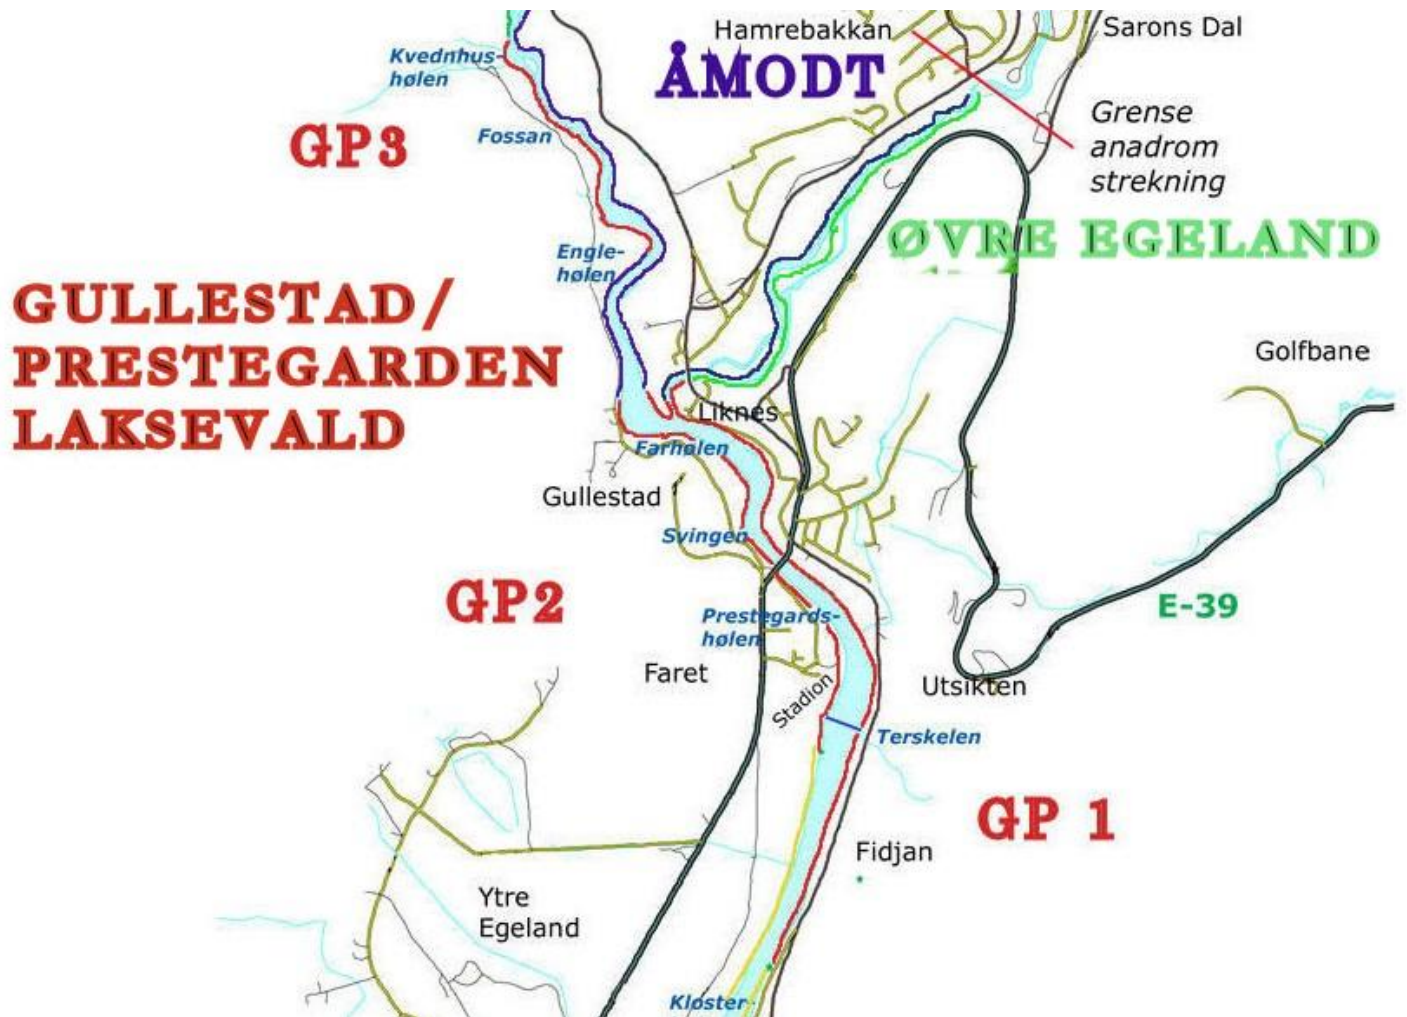 Hamrebakkan
Sarons Dal
Kvednhus-
hølen
ÅMODT
Grense
anadrom
strekning
GP3
Fossan
ØVRE EGELAND
Engle-
hølen
GULLESTAD/
PRESTEGARDEN
LAKSEVALD
Golfbane
Liknes
Farhølen
Gullestad
Svingen
GP2
E-39
Prestegards-
hølen
Faret
Stadion
Utsikten
Terskelen
GP 1
Fidjan
Ytre
Egeland
Kloster-